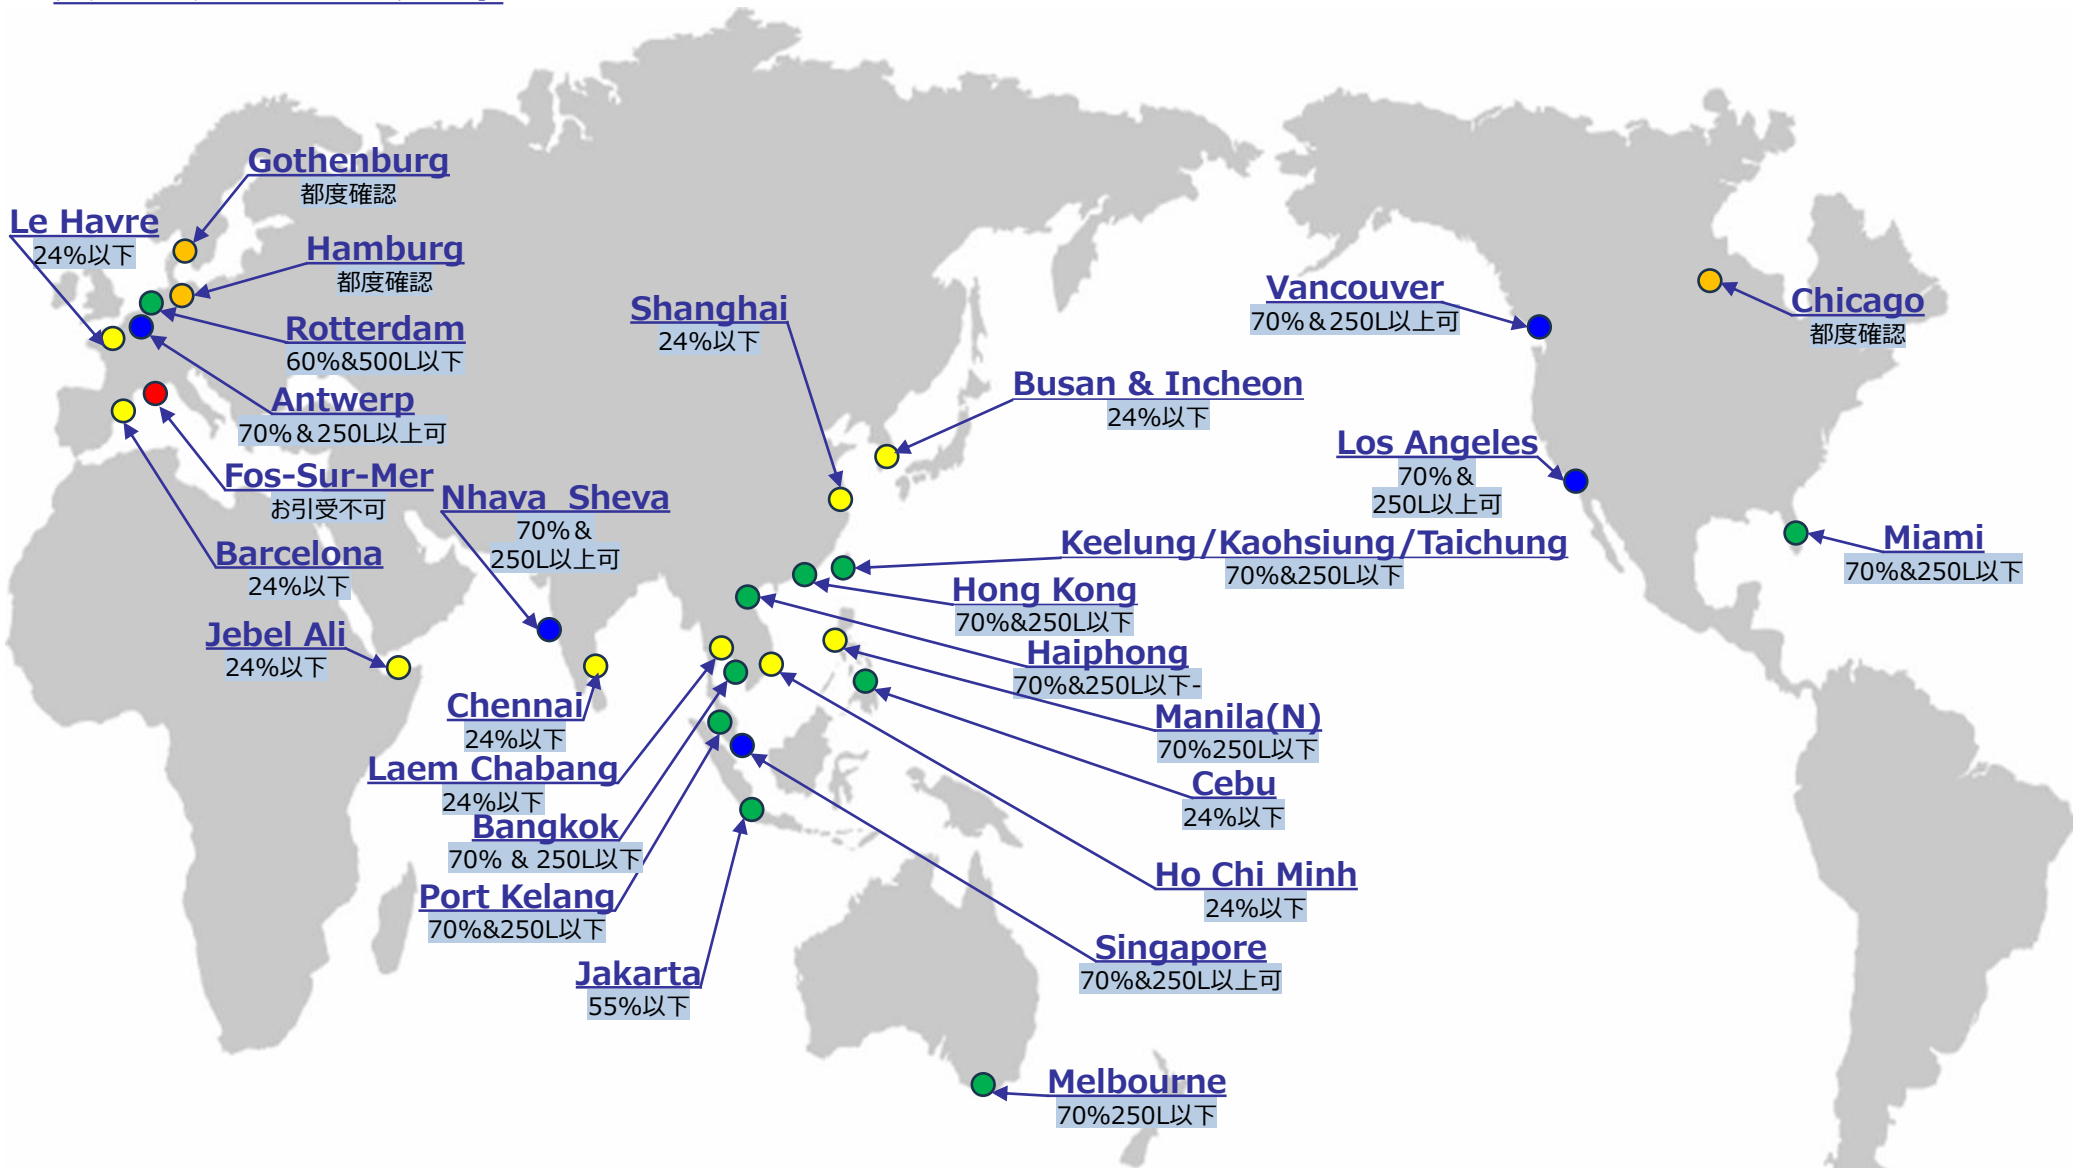 Gothenburg
都度確認
Le Havre
24%以下
Hamburg
都度確認
Rotterdam
60%&500L以下
Antwerp
70%＆250L以上可
Fos-Sur-Mer
お引受不可
Barcelona
24%以下
Jebel Ali
24%以下
Nhava Sheva
70%＆
250L以上可
Chennai
24%以下
Laem Chabang
24%以下
Bangkok
70% & 250L以下
Port Kelang
70%&250L以下
Jakarta
55%以下
Shanghai
24%以下
Busan & Incheon
24%以下
Keelung/Kaohsiung/Taichung
70%&250L以下
Hong Kong
70%&250L以下
Haiphong
70%&250L以下-
Manila(N)
70%250L以下
Cebu
24%以下
Ho Chi Minh
24%以下
Singapore
70%&250L以上可
Melbourne
70%250L以下
Vancouver
70%＆250L以上可
Los Angeles
70%＆
250L以上可
Chicago
都度確認
Miami
70%&250L以下